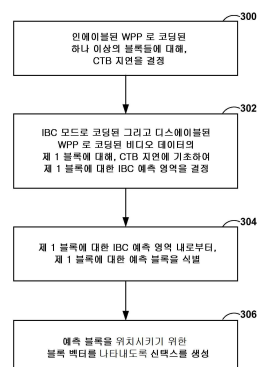 300
인에이블된 WPP 로 코딩된
하나 이상의 블록들에 대해,
CTB 지연을 결정
302
IBC 모드로 코딩된 그리고 디스에이블된
WPP 로 코딩된 비디오 데이터의
제 1 블록에 대해, CTB 지연에 기초하여
제 1 블록에 대한 IBC 예측 영역을 결정
304
제 1 블록에 대한 IBC 예측 영역 내로부터,
제 1 블록에 대한 예측 블록을 식별
306
예측 블록을 위치시키기 위한
블록 벡터를 나타내도록 신택스를 생성